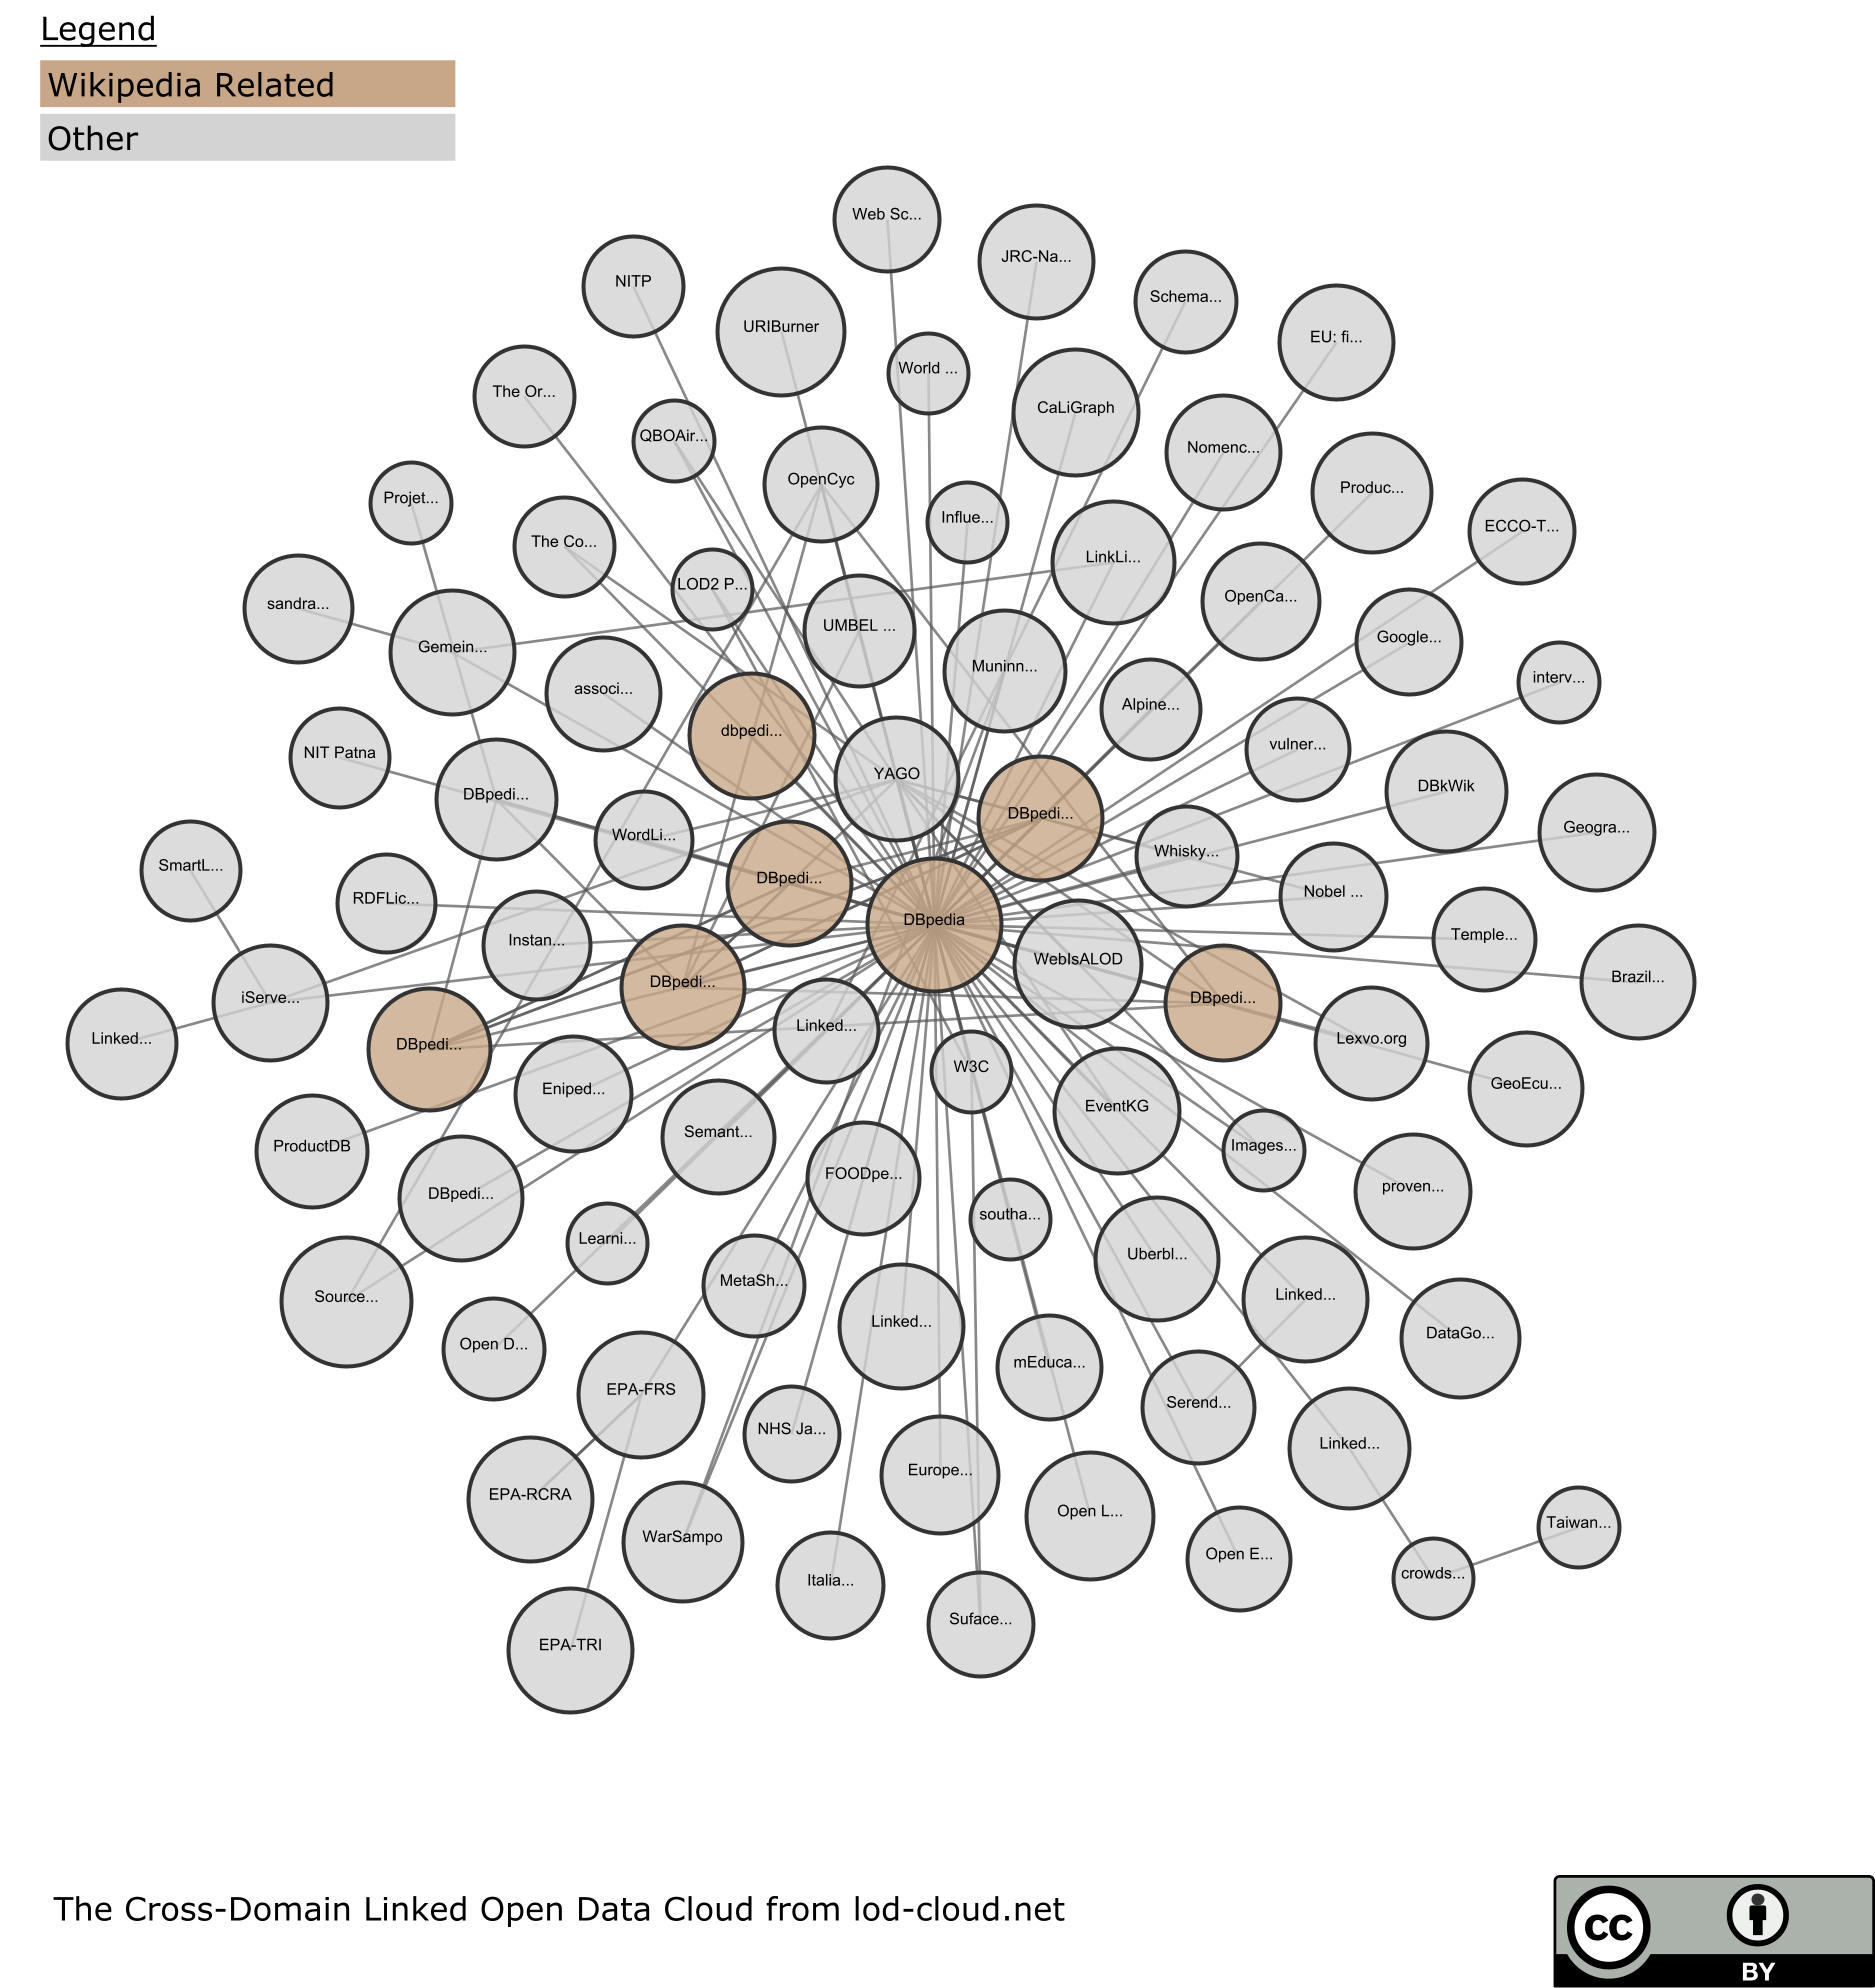 Legend
Wikipedia Related
Other
Web Sc...
JRC-Na...
NITP
Schema...
URIBurner
EU: fi...
World ...
The Or...
CaLiGraph
QBOAir...
Nomenc...
OpenCyc
Produc...
Projet...
Influe...
ECCO-T...
The Co...
LinkLi...
LOD2 P...
OpenCa...
sandra...
UMBEL ...
Google...
Gemein...
Muninn...
interv...
associ...
Alpine...
dbpedi...
vulner...
NIT Patna
YAGO
DBkWik
DBpedi...
DBpedi...
Geogra...
WordLi...
Whisky...
SmartL...
DBpedi...
Nobel ...
RDFLic...
DBpedia
Temple...
Instan...
WebIsALOD
Brazil...
DBpedi...
iServe...
DBpedi...
Linked...
Linked...
Lexvo.org
DBpedi...
W3C
GeoEcu...
Eniped...
EventKG
Semant...
ProductDB
Images...
FOODpe...
proven...
DBpedi...
southa...
Learni...
Uberbl...
MetaSh...
Source...
Linked...
Linked...
DataGo...
Open D...
mEduca...
EPA-FRS
Serend...
NHS Ja...
Linked...
Europe...
EPA-RCRA
Open L...
Taiwan...
WarSampo
Open E...
crowds...
Italia...
Suface...
EPA-TRI
The Cross-Domain Linked Open Data Cloud from lod-cloud.net
cc
BY